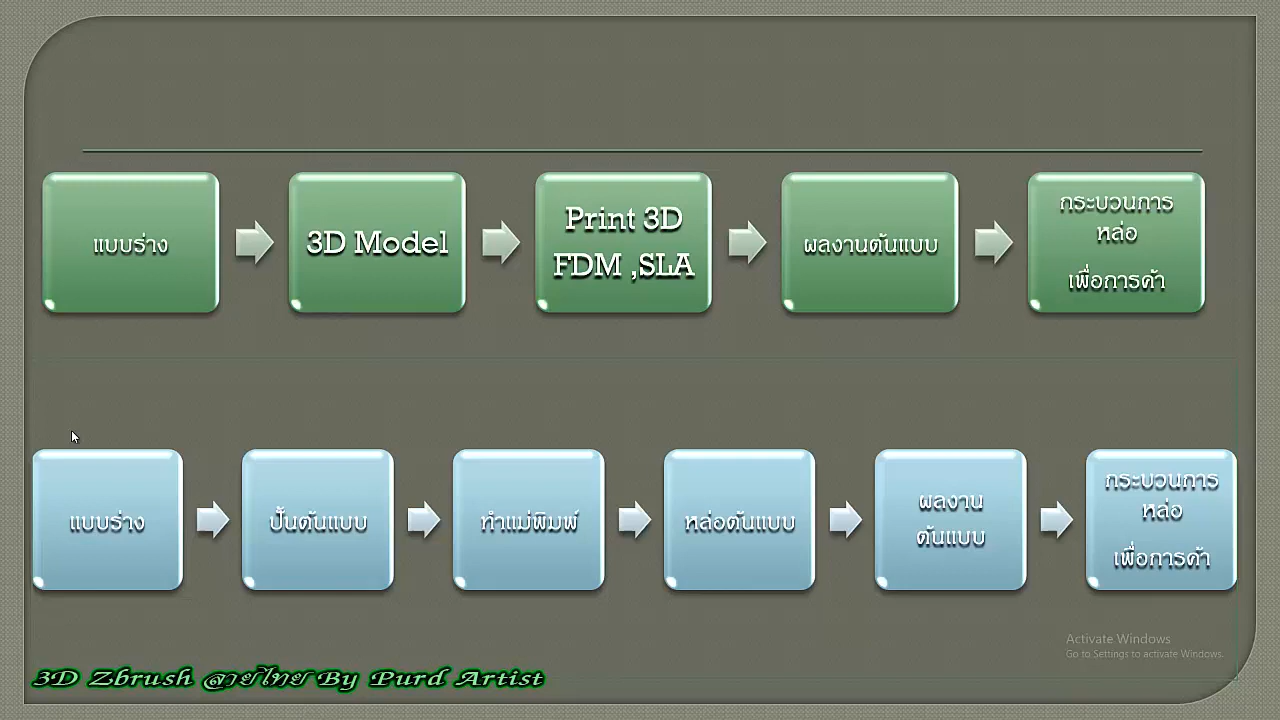 แบบร่าง
3D Model
Print 3D
FDM ,SLA
ผลงานต้นแบบ
กระบวนการ
หล่อ
เพื่อการค้า
แบบร่าง
ปั้นต้นแบบ
ทำแม่พิมพ์
หล่อต้นแบบ
ผลงาน
ต้นแบบ
กระบวนการ
หล่อ
เพื่อการค้า
Activate Windows
Go to Settings to activate Windows.
3D Zbrush ลายไทย By Purd Artist